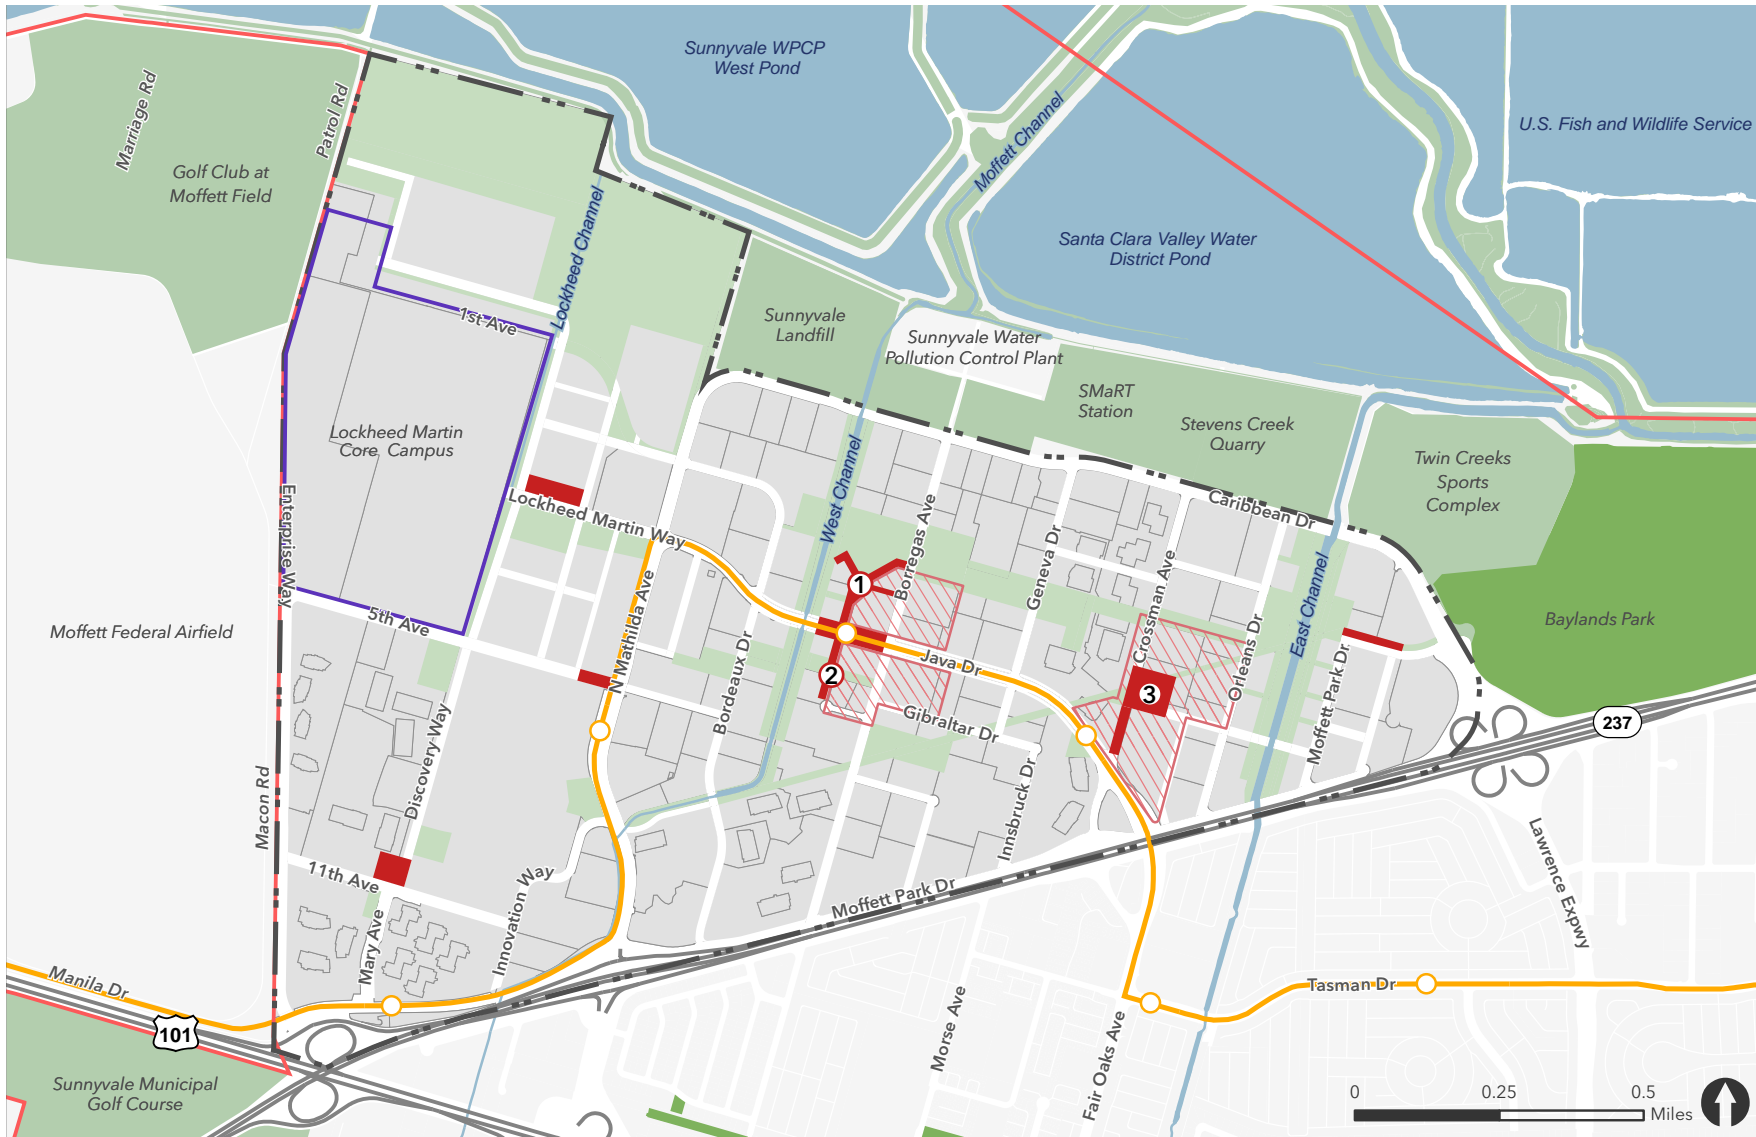 Sunnyvale WPCP
West Pond
Marriage Rd
Patrol Rd
Moffett Channel
U.S. Fish and Wildlife Service
Golf Club at
Moffett Field
Lockheed Channel
Santa Clara Valley Water
District Pond
1st Ave
Sunnyvale
Landfill
Sunnyvale Water
Pollution Control Plant
SMaRT
Station
Stevens Creek
Quarry
Lockheed Martin
Core Campus
Twin Creeks
Sports
Complex
West Channel
Enterprise Way
Lockheed Martin Way
Borregas Ave
Caribbean Dr
Geneva Dr
Crossman Ave
East Channel
1
5th Ave
N Mathilda Ave
Moffett Federal Airfield
Baylands Park
Java Dr
Orleans Dr
Bordeaux Dr
2
3
Moffett Park Dr
Gibraltar Dr
237
Discovery Way
Macon Rd
Innsbruck Dr
11th Ave
Innovation Way
Moffett Park Dr
Lawrence Expwy
Mary Ave
Manila Dr
Tasman Dr
101
Morse Ave
Fair Oaks Ave
Sunnyvale Municipal
Golf Course
0 0.25 0.5
Miles